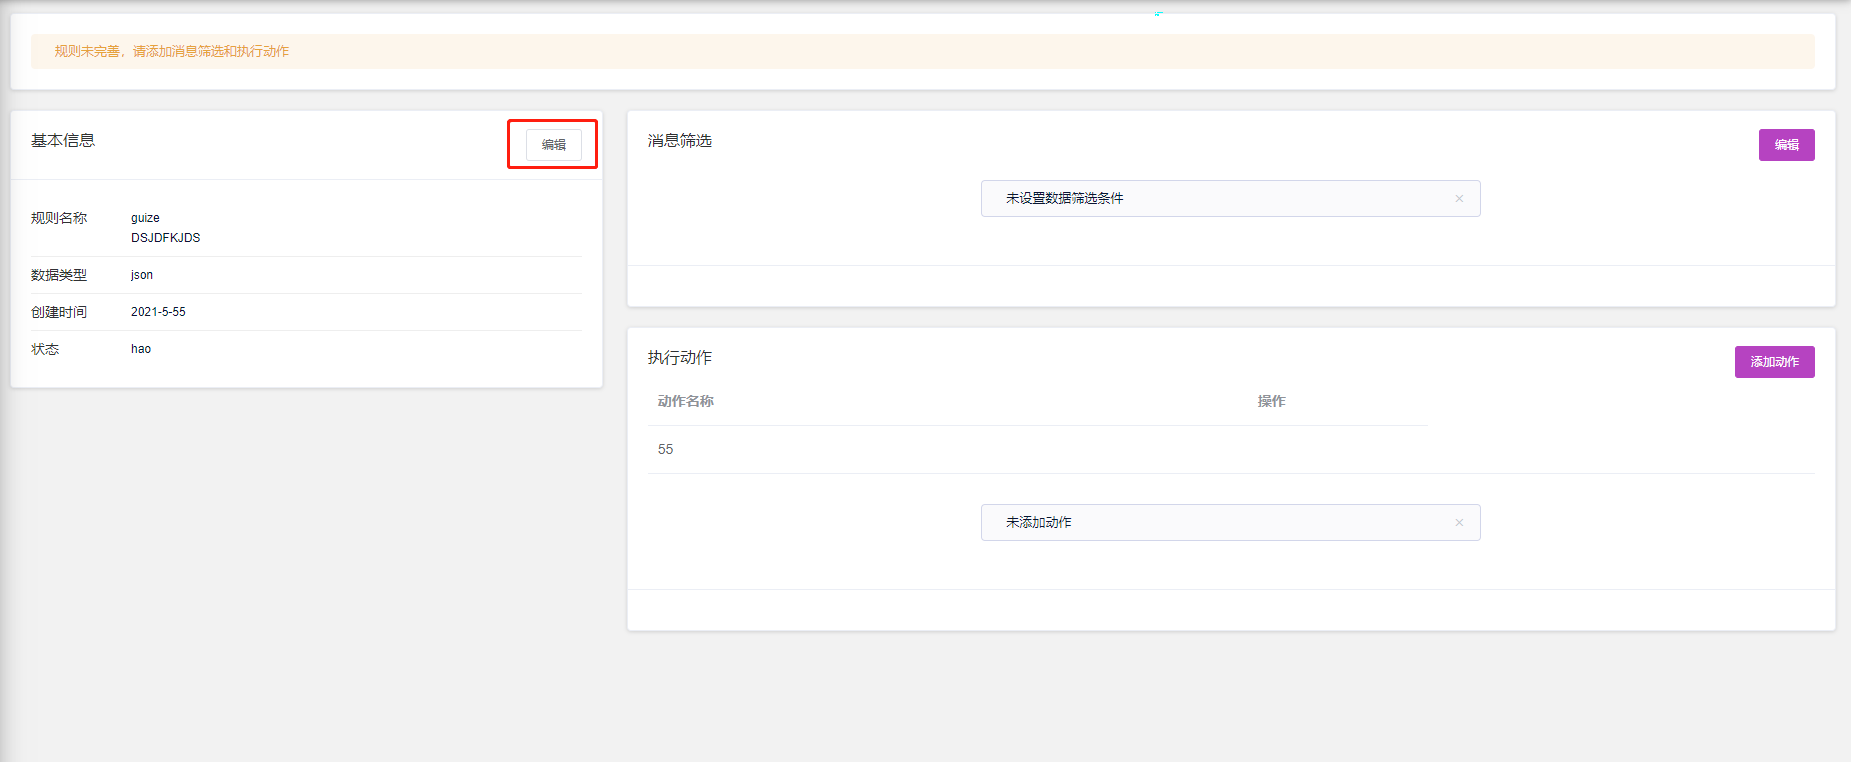 规则未完善，请添加消息筛选和执行动作
基本信息
编辑
规则名称
guize
DSJDFKJDS
数据类型
json
创建时间
2021-5-55
状态
hao
消息筛选
编辑
未设置数据筛选条件
执行动作
添加动作
动作名称
操作
55
未添加动作